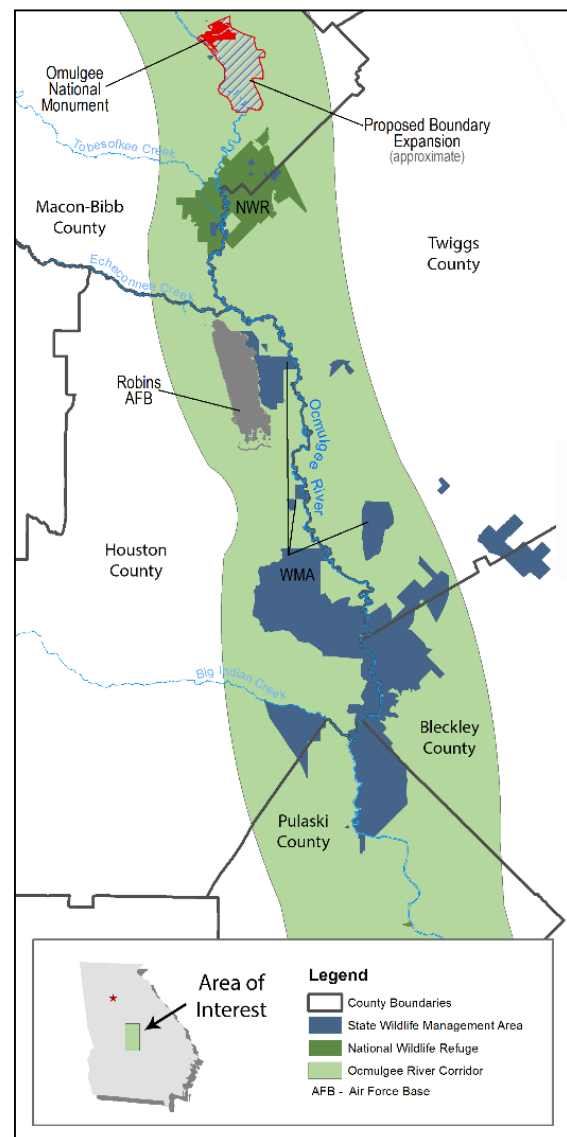 Omulgee
National
Monument
Proposed Boundary
Expansion
(approximate)
Tobesofkee Creek
NWR
Macon-Bibb
County
Twiggs
County
Echeconnee Creek
Robins
AFB
Ocmulgee River
Houston
County
WMA
Big Indian Creek
Bleckley
County
Pulaski
County
Area of
Interest
Legend
County Boundaries
State Wildlife Management Area
National Wildlife Refuge
Ocmulgee River Corridor
AFB - Air Force Base